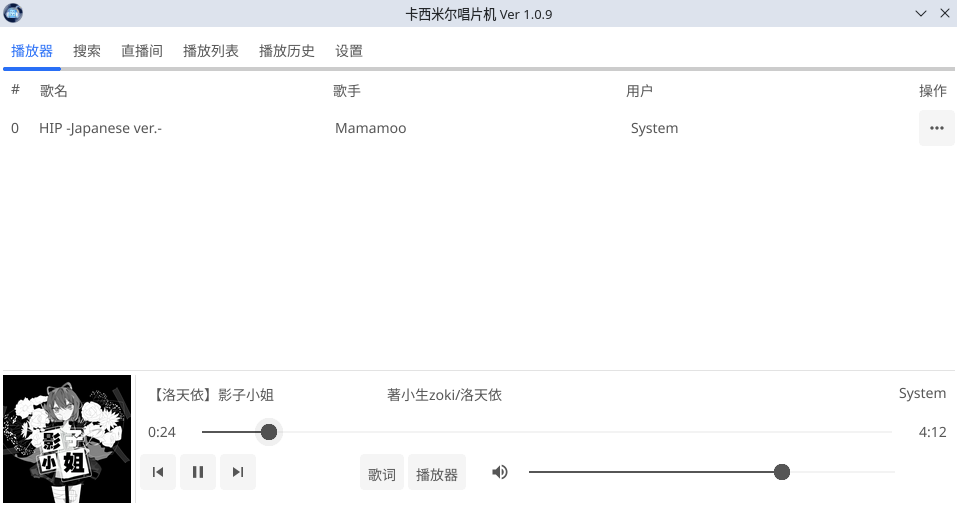 卡西米尔唱片机 Ver 1.0.9
播放器 搜索 直播间 播放列表 播放历史 设置
# 歌名 歌手 用户 操作
0 HIP -Japanese ver.- Mamamoo System
【洛天依】影子小姐 著小生zoki/洛天依 System
0:24 4:12
影子
小姐
歌词 播放器